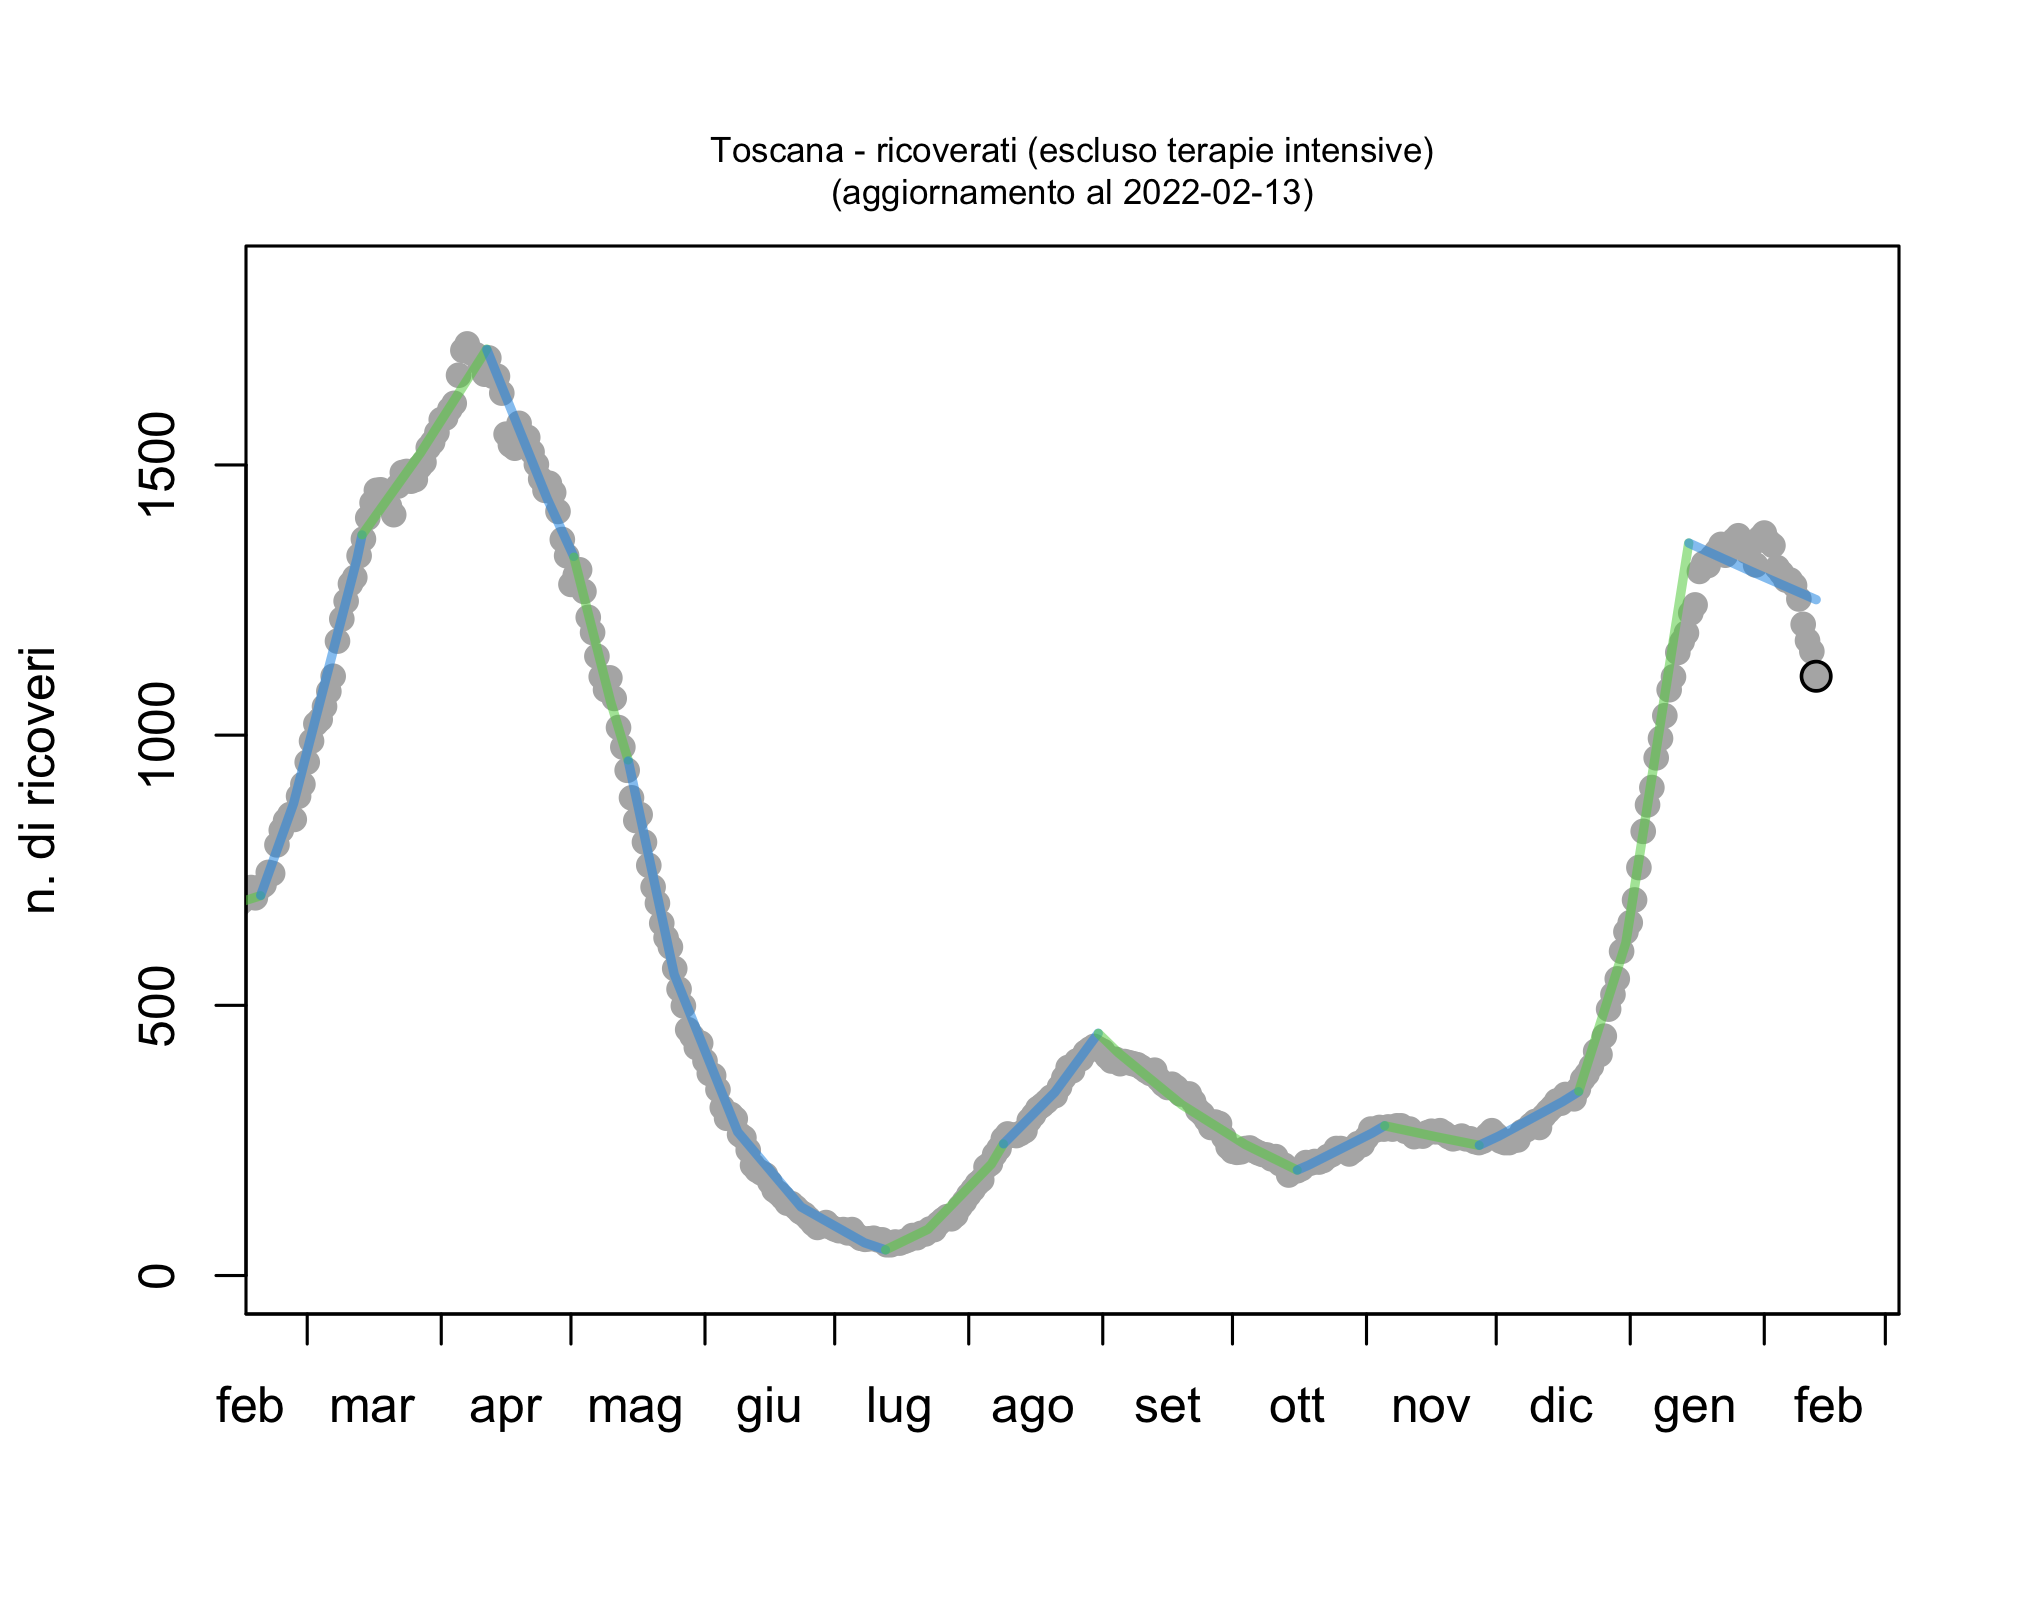 Toscana - ricoverati (escluso terapie intensive)
(aggiornamento al 2022-02-13)
n. di ricoveri
1500
1000
500
0
feb mar apr mag giu lug ago set ott nov dic gen feb